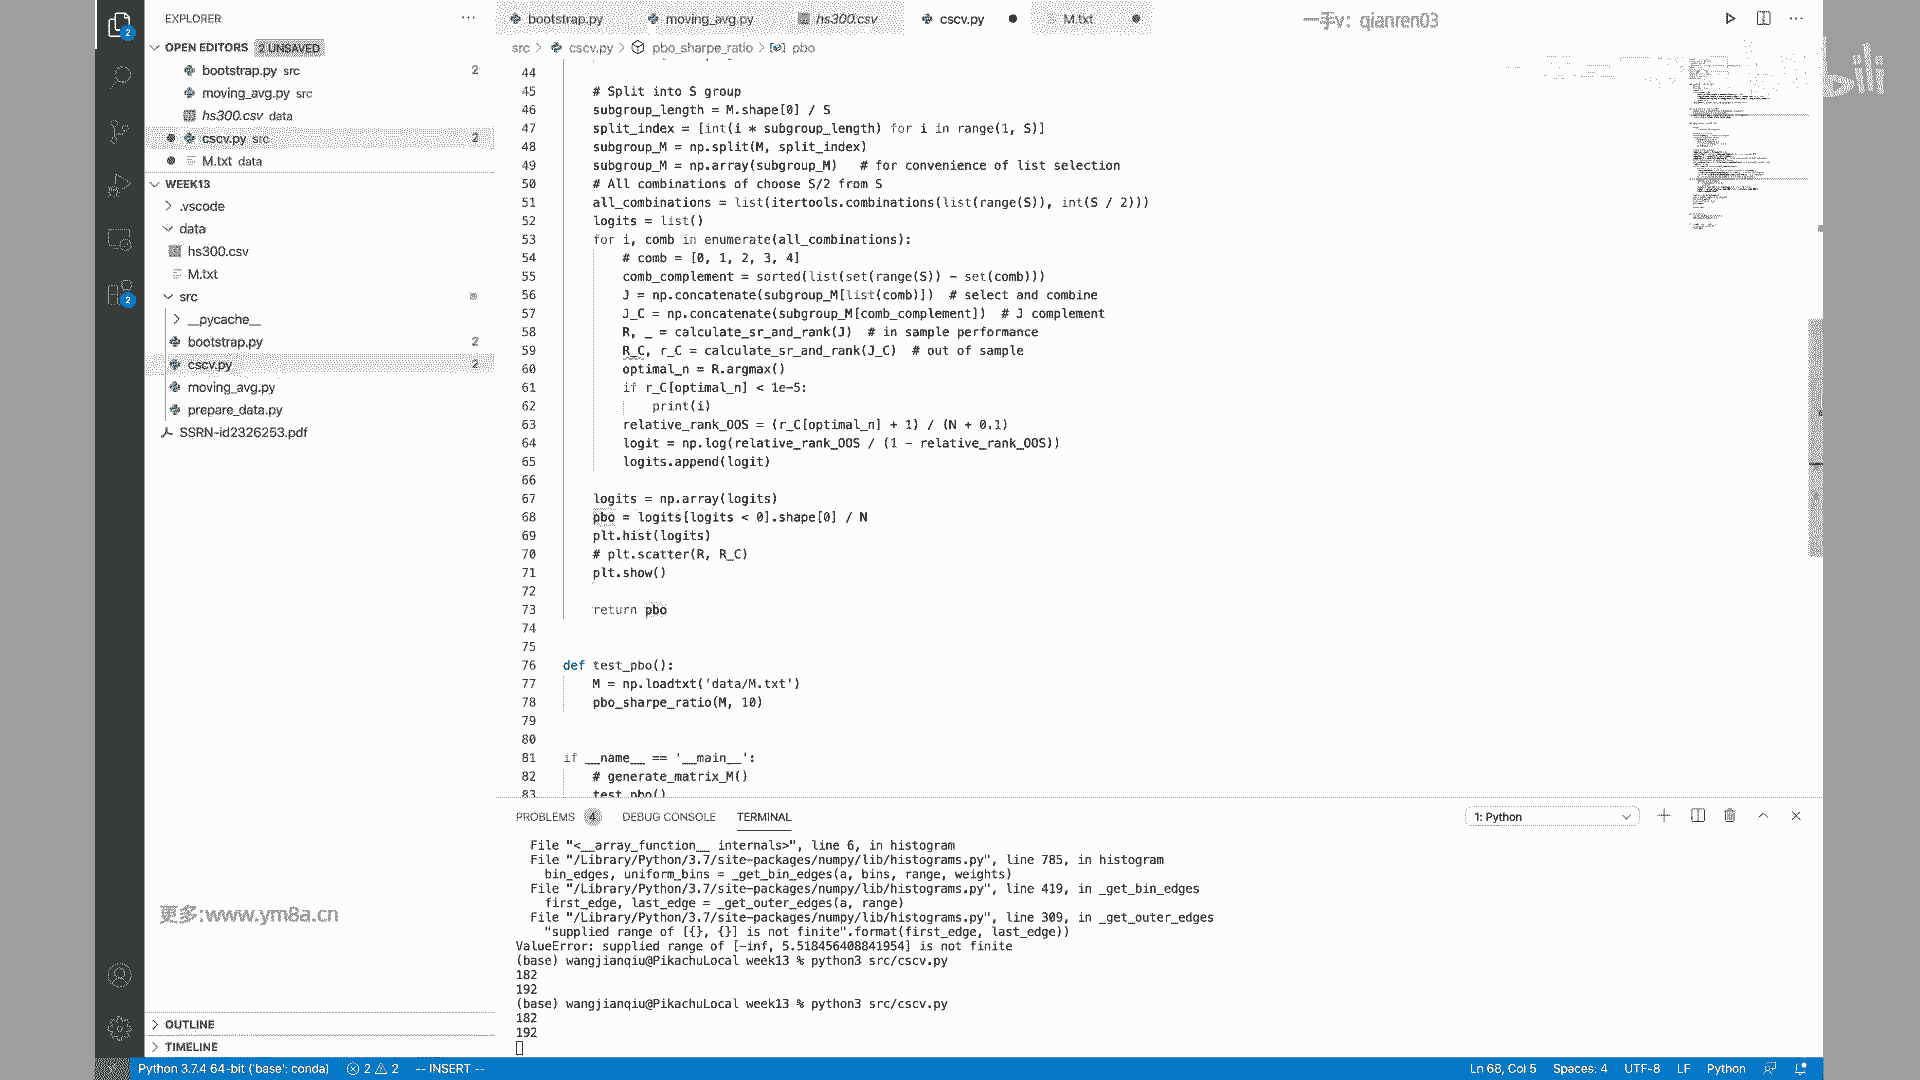 EXPLORER
OPEN EDITORS 2 UNSAVED
bootstrap.py src 2
moving_avg.py src
hs300.csv data
cscv.py src 2
M.txt data
WEEK13
.vscode
data
hs300.csv
M.txt
src
__pycache__
bootstrap.py 2
cscv.py 2
moving_avg.py
prepare_data.py
SSRN-id2326253.pdf
更多:www.ym8a.cn
OUTLINE
TIMELINE
bootstrap.py moving_avg.py hs300.csv cscv.py M.txt
一手v: qianren03
src > cscv.py > pbo_sharpe_ratio > pbo
44
45 # Split into S group
46 subgroup_length = M.shape[0] / S
47 split_index = [int(i * subgroup_length) for i in range(1, S)]
48 subgroup_M = np.split(M, split_index)
49 subgroup_M = np.array(subgroup_M) # for convenience of list selection
50 # All combinations of choose S/2 from S
51 all_combinations = list(itertools.combinations(list(range(S)), int(S / 2)))
52 logits = list()
53 for i, comb in enumerate(all_combinations):
54 # comb = [0, 1, 2, 3, 4]
55 comb_complement = sorted(list(set(range(S)) - set(comb)))
56 J = np.concatenate(subgroup_M[list(comb)]) # select and combine
57 J_C = np.concatenate(subgroup_M[comb_complement]) # J complement
58 R, _ = calculate_sr_and_rank(J) # in sample performance
59 R_C, r_C = calculate_sr_and_rank(J_C) # out of sample
60 optimal_n = R.argmax()
61 if r_C[optimal_n] < 1e-5:
62 print(i)
63 relative_rank_OOS = (r_C[optimal_n] + 1) / (N + 0.1)
64 logit = np.log(relative_rank_OOS / (1 - relative_rank_OOS))
65 logits.append(logit)
66
67 logits = np.array(logits)
68 pbo = logits[logits < 0].shape[0] / N
69 plt.hist(logits)
70 # plt.scatter(R, R_C)
71 plt.show()
72
73 return pbo
74
75
76 def test_pbo():
77 M = np.loadtxt('data/M.txt')
78 pbo_sharpe_ratio(M, 10)
79
80
81 if __name__ == '__main__':
82 # generate_matrix_M()
83 test_pbo()
PROBLEMS 4 DEBUG CONSOLE TERMINAL 1: Python
File "<__array_function__ internals>", line 6, in histogram
File "/Library/Python/3.7/site-packages/numpy/lib/histograms.py", line 785, in histogram
bin_edges, uniform_bins = _get_bin_edges(a, bins, range, weights)
File "/Library/Python/3.7/site-packages/numpy/lib/histograms.py", line 419, in _get_bin_edges
first_edge, last_edge = _get_outer_edges(a, range)
File "/Library/Python/3.7/site-packages/numpy/lib/histograms.py", line 309, in _get_outer_edges
"supplied range of [{}, {}] is not finite".format(first_edge, last_edge))
ValueError: supplied range of [-inf, 5.518456408841954] is not finite
(base) wangjianqiu@PikachuLocal week13 % python3 src/cscv.py
182
192
(base) wangjianqiu@PikachuLocal week13 % python3 src/cscv.py
182
192
Python 3.7.4 64-bit ('base': conda) 2 2 -- INSERT -- Ln 68, Col 5 Spaces: 4 UTF-8 LF Python